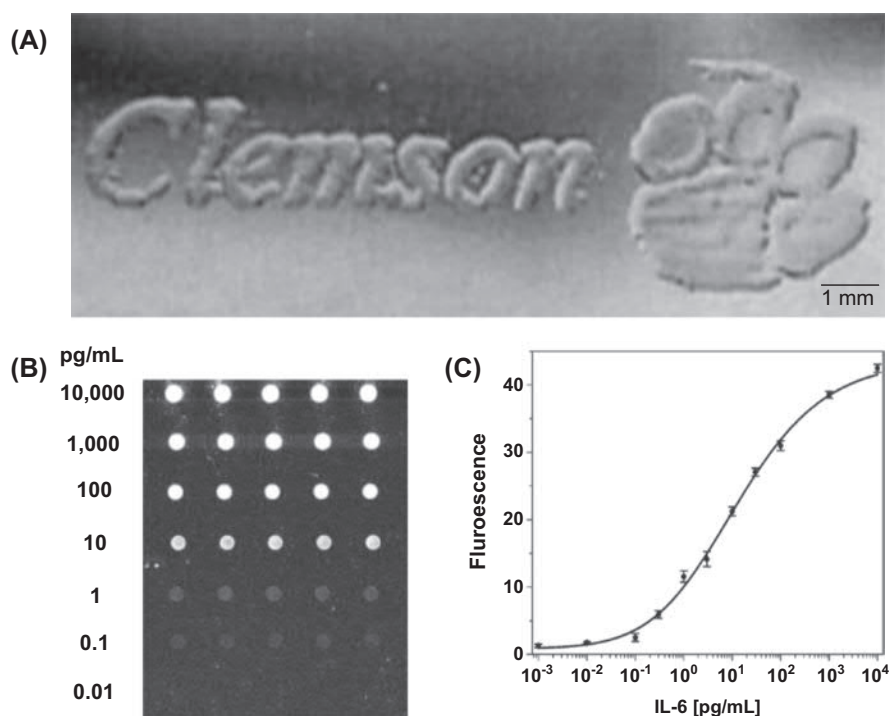 (A)
Clemson
1 mm
(B)
pg/mL
10,000
1,000
100
10
1
0.1
0.01
(C)
Fluroescence
40
30
20
10
0
10⁻³ 10⁻² 10⁻¹ 10⁰ 10¹ 10² 10³ 10⁴
IL-6 [pg/mL]